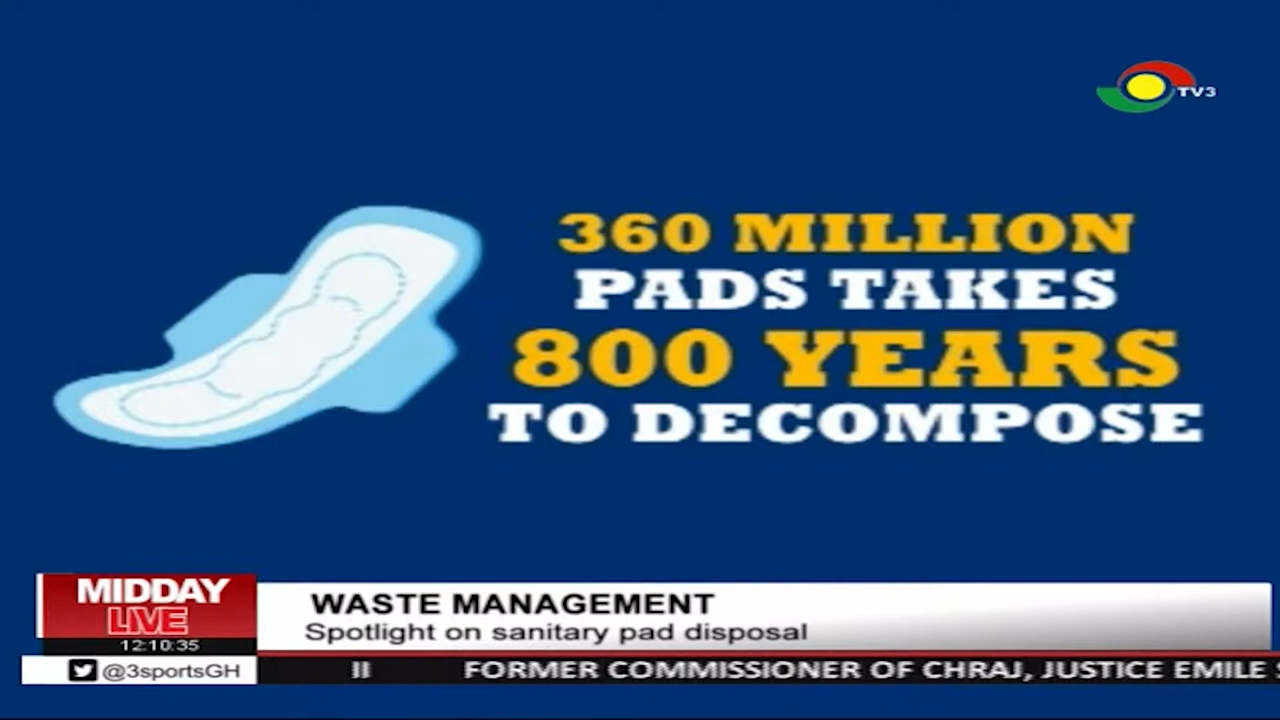 TV3
360 MILLION
PADS TAKES
800 YEARS
TO DECOMPOSE
MIDDAY
LIVE
12:10:35
WASTE MANAGEMENT
Spotlight on sanitary pad disposal
@3sportsGH
II FORMER COMMISSIONER OF CHRAJ, JUSTICE EMILE